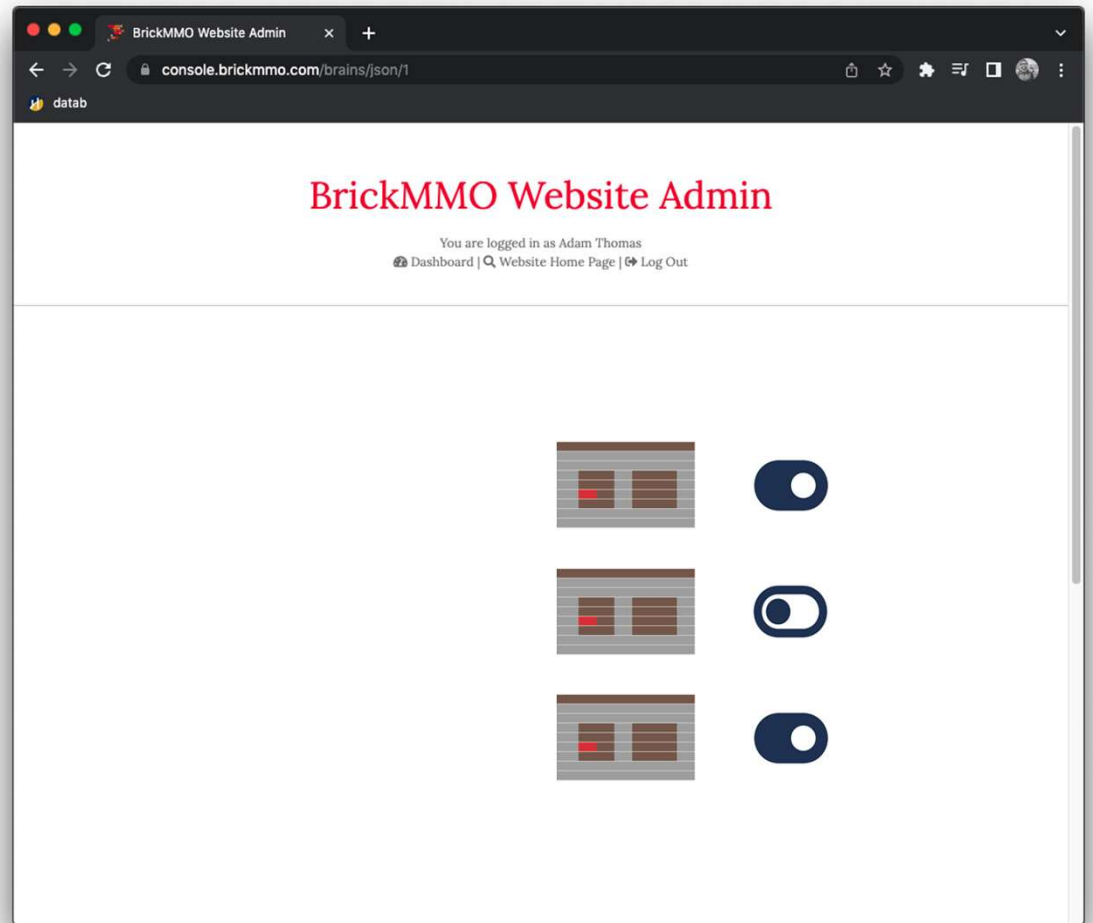 BrickMMO Website Admin
console.brickmmo.com/brains/json/1
datab
BrickMMO Website Admin
You are logged in as Adam Thomas
Dashboard | Website Home Page | Log Out